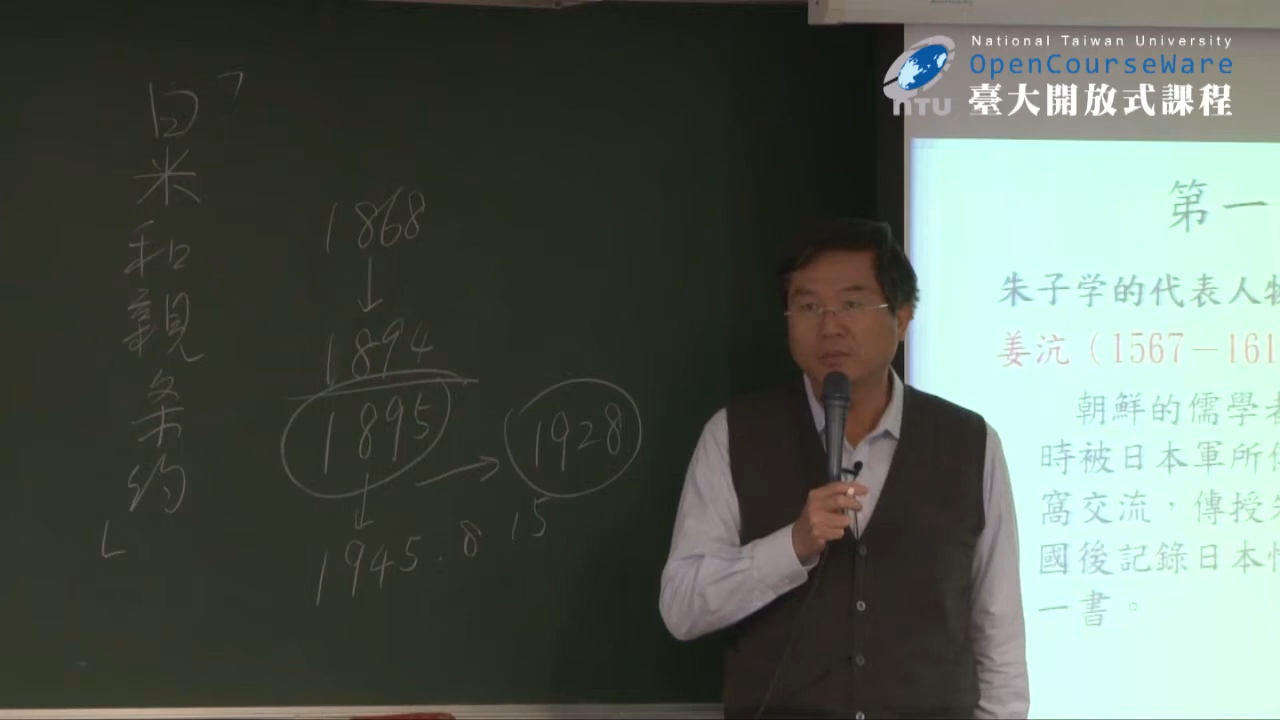 「日米和親条約」
1868
↓
1894
1895 → 1928
↓
1945.8 15
National Taiwan University
OpenCourseWare
NTU
臺大開放式課程
第一
朱子学的代表人物
姜沆（1567－161
朝鮮的儒學者
時被日本軍所
窩交流，傳授
國後記錄日本
一書。